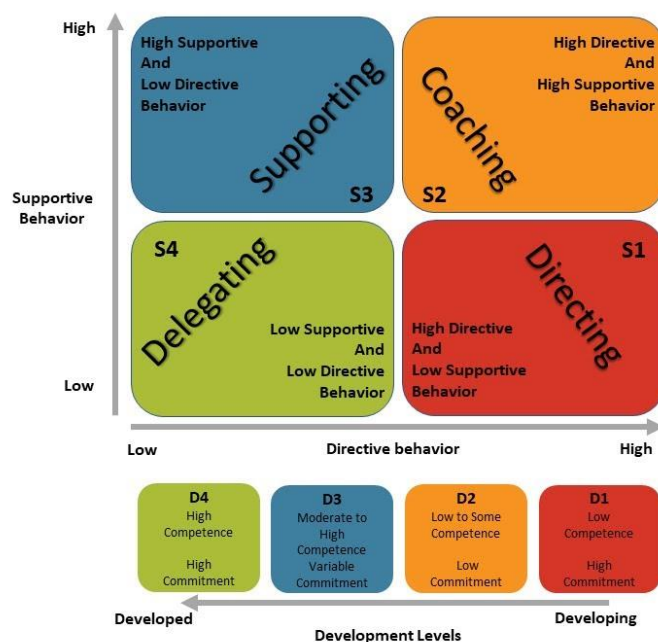 High
High Supportive
And
Low Directive
Behavior
Supporting
S3
High Directive
And
High Supportive
Behavior
Coaching
S2
Supportive
Behavior
S4
Delegating
Low Supportive
And
Low Directive
Behavior
S1
Directing
High Directive
And
Low Supportive
Behavior
Low
Low
Directive behavior
High
D4
High
Competence
High
Commitment
D3
Moderate to
High
Competence
Variable
Commitment
D2
Low to Some
Competence
Low
Commitment
D1
Low
Competence
High
Commitment
Developed
Developing
Development Levels